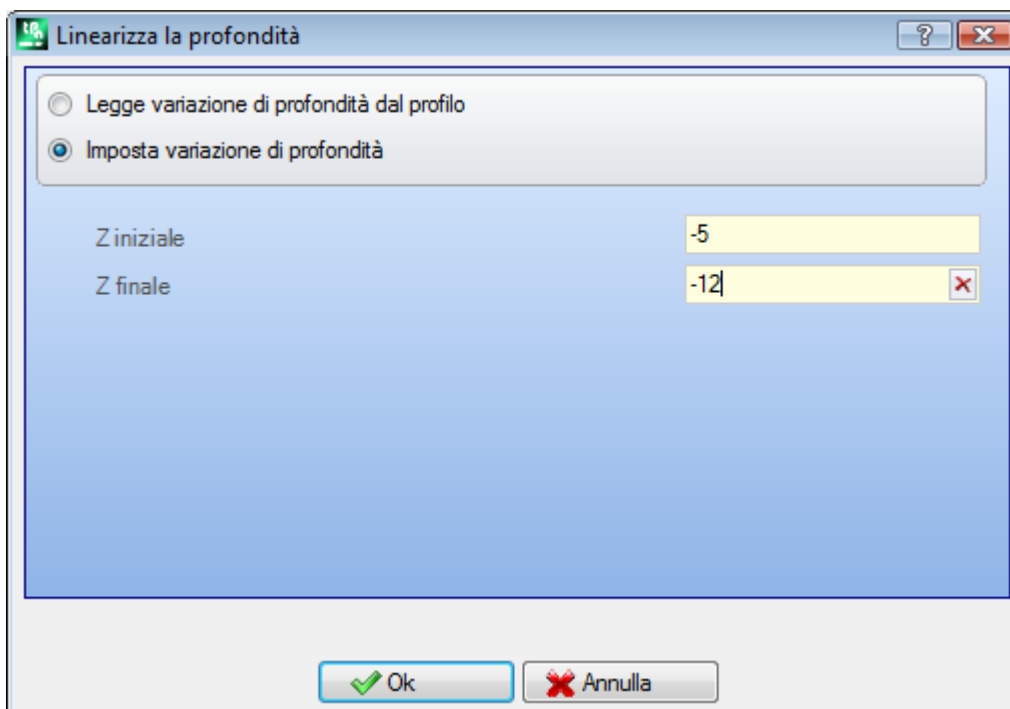 Linearizza la profondità
Legge variazione di profondità dal profilo
Imposta variazione di profondità
Z iniziale -5
Z finale -12
Ok Annulla